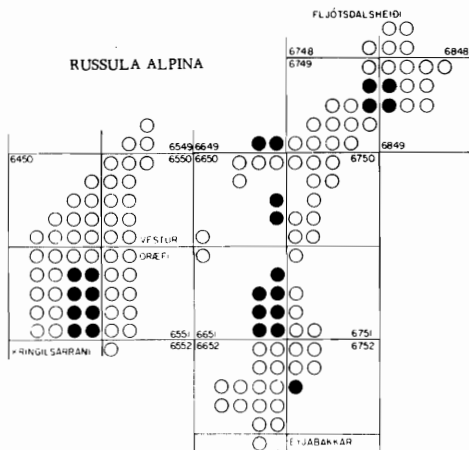 FLJÓTSDALSHEIÐI
RUSSULA ALPINA
6748 6848
6749
6549 6649
6450 6550 6650 6750 6849
VESTUR
ÖRÆFI
6551 6651 6751
KRINGILSÁRRANI 6552 6652 6752
EYJABAKKAR